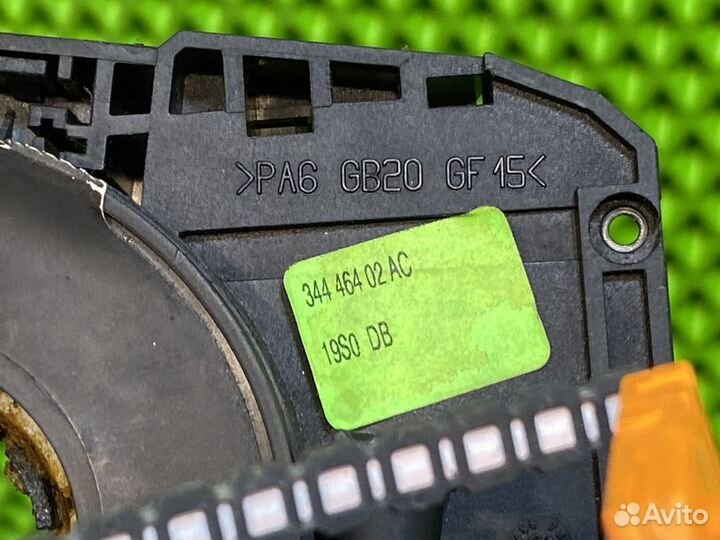 >PA6 GB20 GF15<
344 464 02 AC
19S0 DB
Avito